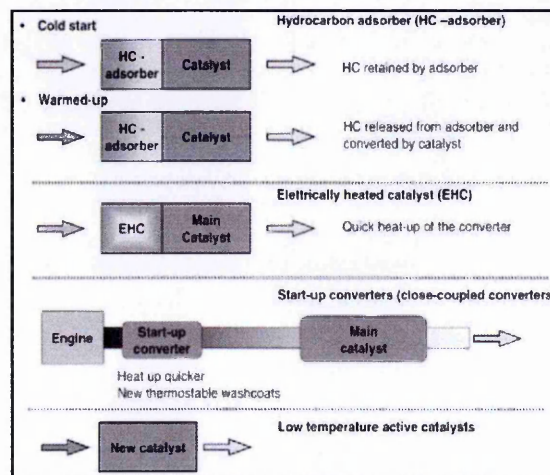 • Cold start
Hydrocarbon adsorber (HC –adsorber)
HC -
adsorber
Catalyst
HC retained by adsorber
• Warmed-up
HC -
adsorber
Catalyst
HC released from adsorber and
converted by catalyst
Elettrically heated catalyst (EHC)
EHC
Main
Catalyst
Quick heat-up of the converter
Start-up converters (close-coupled converters
Engine
Start-up
converter
Main
catalyst
Heat up quicker
New thermostable washcoats
Low temperature active catalysts
New catalyst